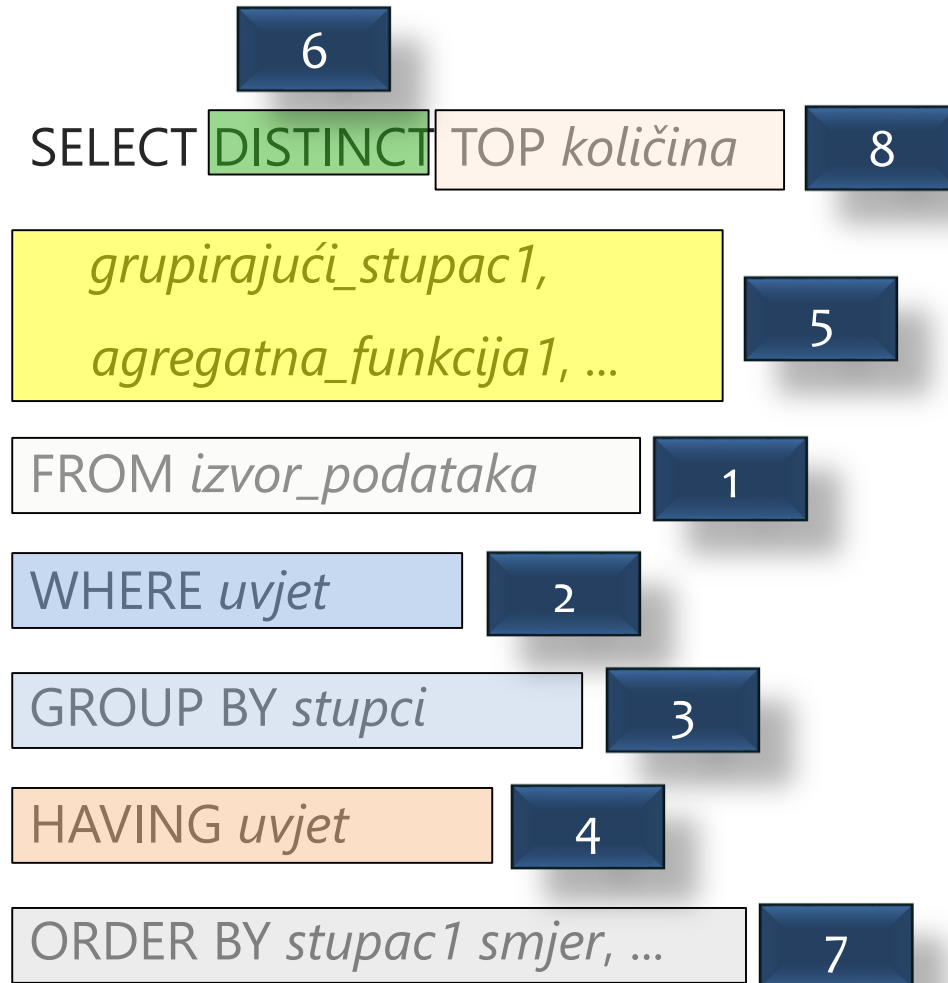 6
SELECT DISTINCT TOP količina 8
grupirajući_stupac1,
agregatna_funkcija1, ...
5
FROM izvor_podataka 1
WHERE uvjet 2
GROUP BY stupci 3
HAVING uvjet 4
ORDER BY stupac1 smjer, ... 7